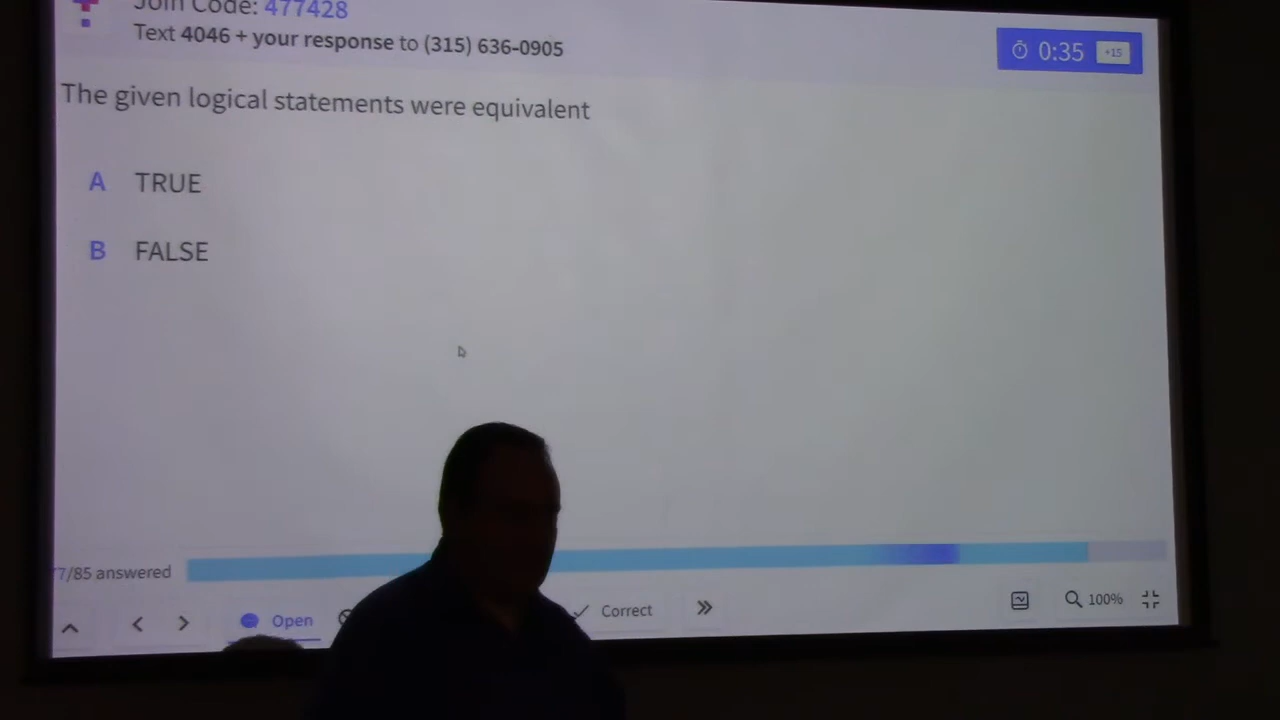 Join Code: 477428
Text 4046 + your response to (315) 636-0905
0:35
+15
The given logical statements were equivalent
A TRUE
B FALSE
7/85 answered
Open
Correct
100%